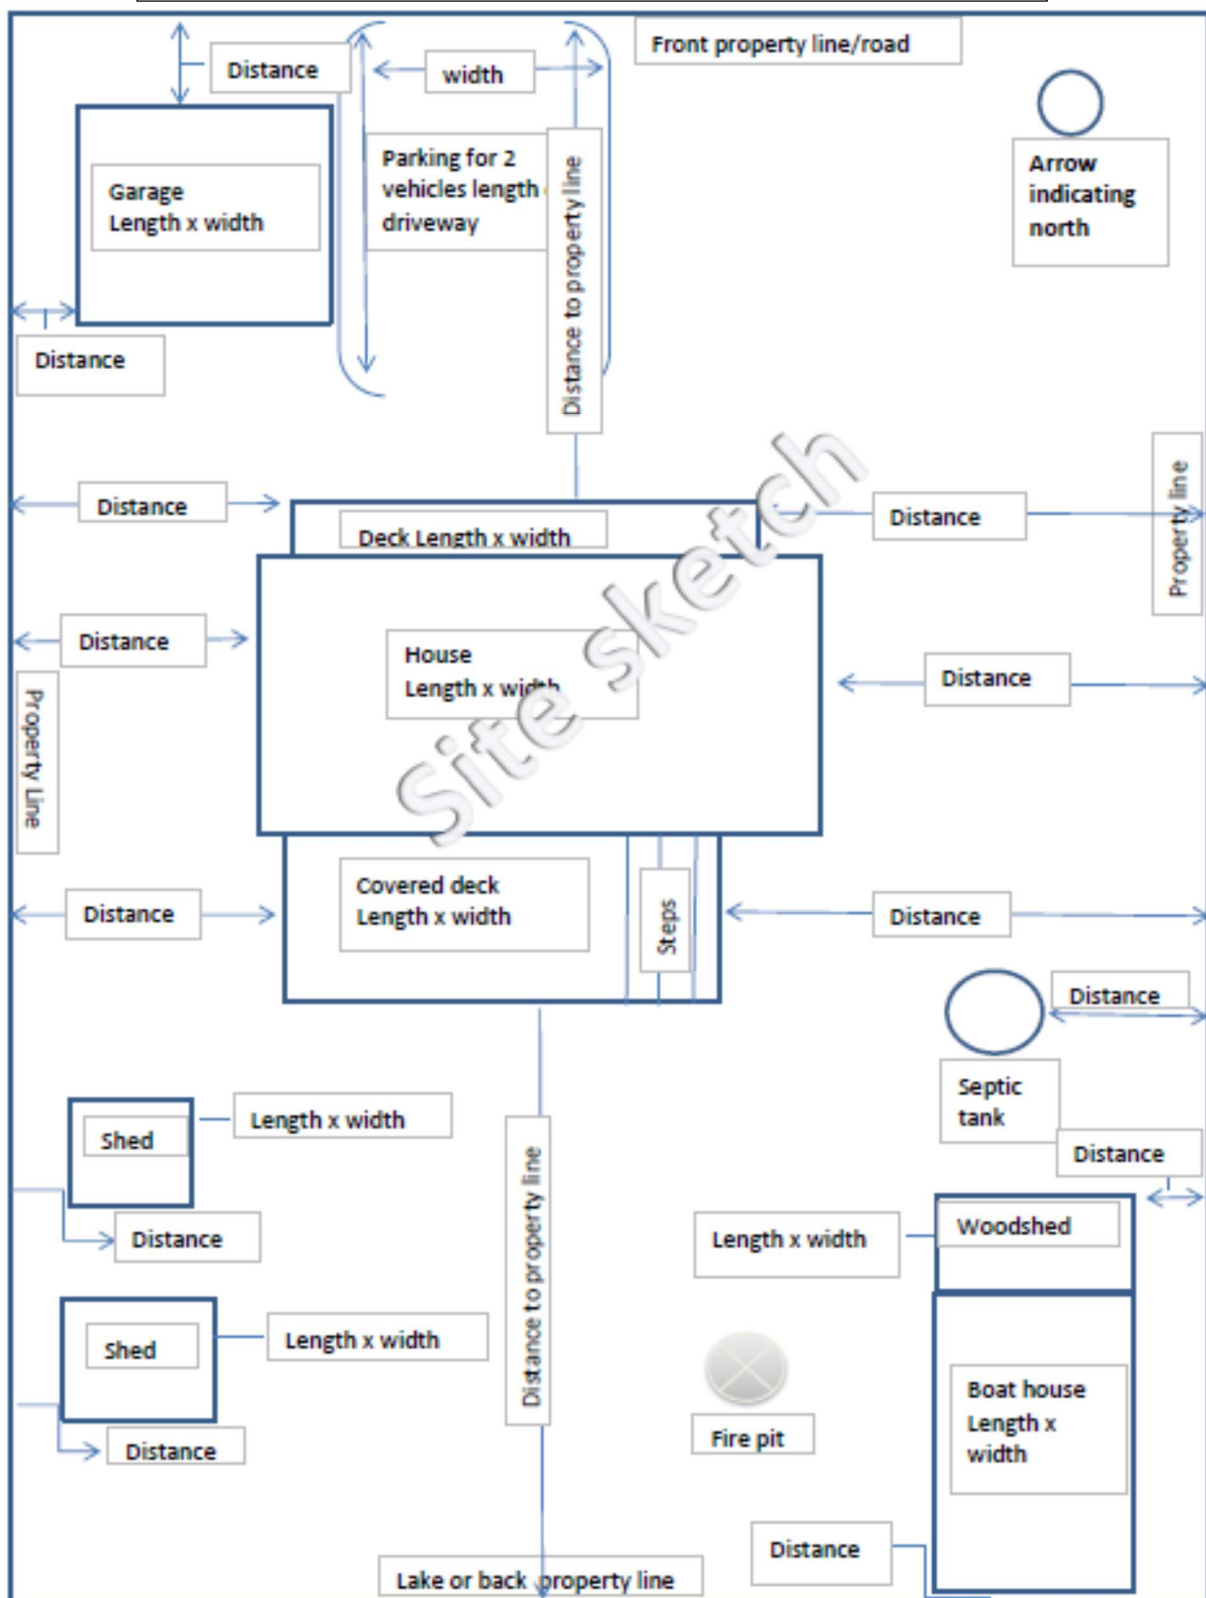 Front property line/road
Distance
width
Parking for 2
vehicles length
driveway
Distance to property line
Garage
Length x width
Arrow
indicating
north
Distance
Distance
Deck Length x width
Distance
Property line
Distance
House
Length x width
Distance
Site sketch
Property Line
Distance
Covered deck
Length x width
Steps
Distance
Distance
Septic
tank
Shed
Length x width
Distance
Distance
Distance to property line
Length x width
Woodshed
Shed
Length x width
Distance
Fire pit
Boat house
Length x
width
Distance
Lake or back property line